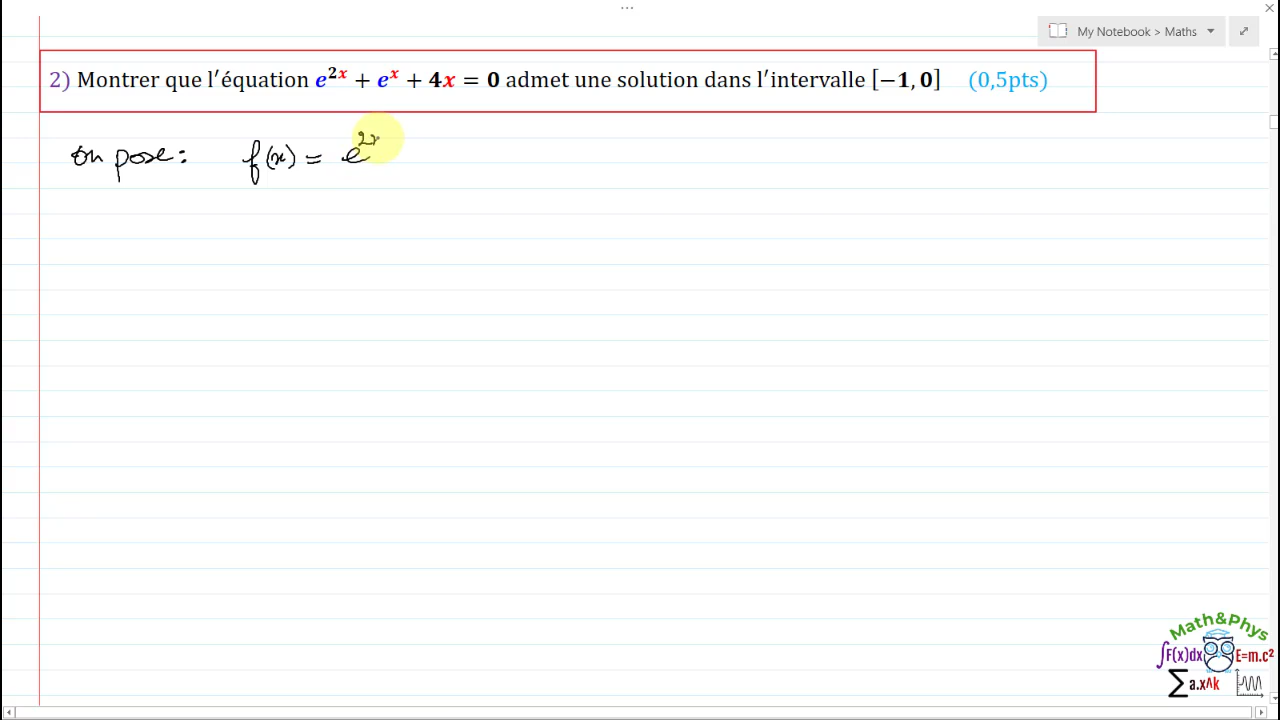 ...
My Notebook > Maths
2) Montrer que l'équation e^{2x} + e^x + 4x = 0 admet une solution dans l'intervalle [−1, 0] (0,5pts)
On pose : f(x) = e^{2x}
Math&Phys
∫F(x)dx E=m.c²
∑ a.x^k